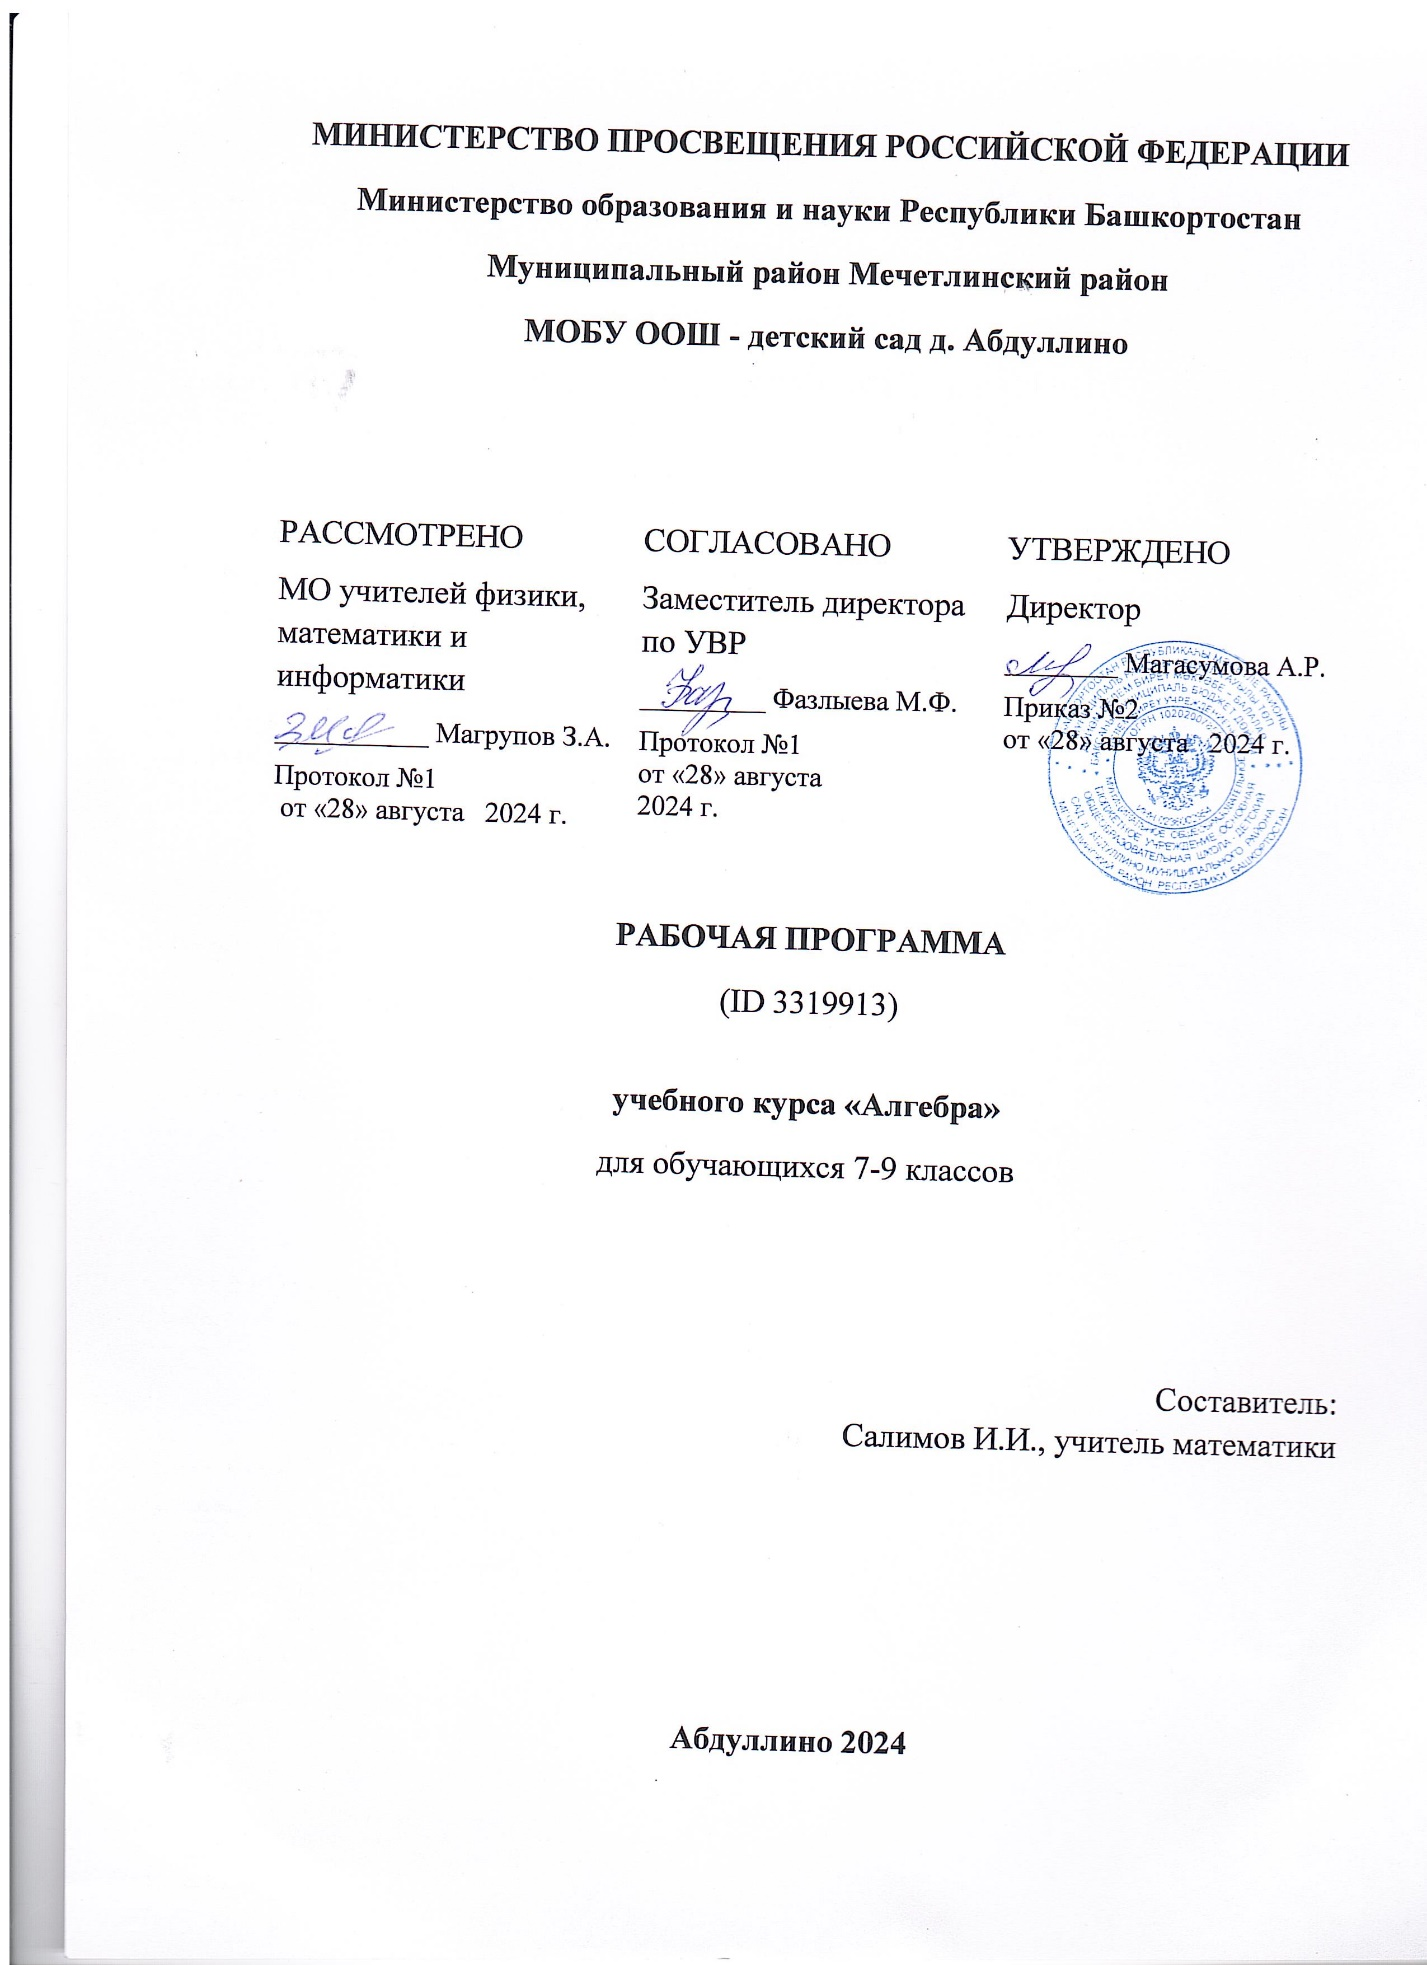 МИНИСТЕРСТВО ПРОСВЕЩЕНИЯ РОССИЙСКОЙ ФЕДЕРАЦИИ
Министерство образования и науки Республики Башкортостан
Муниципальный район Мечетлинский район
МОБУ ООШ - детский сад д. Абдуллино
РАССМОТРЕНО
МО учителей физики,
математики и
информатики
Магрупов З.А.
Протокол №1
от «28» августа 2024 г.
СОГЛАСОВАНО
Заместитель директора
по УВР
Фазлыева М.Ф.
Протокол №1
от «28» августа
2024 г.
УТВЕРЖДЕНО
Директор
Магасумова А.Р.
Приказ №2
от «28» августа 2024 г.
РАБОЧАЯ ПРОГРАММА
(ID 3319913)
учебного курса «Алгебра»
для обучающихся 7-9 классов
Составитель:
Салимов И.И., учитель математики
Абдуллино 2024